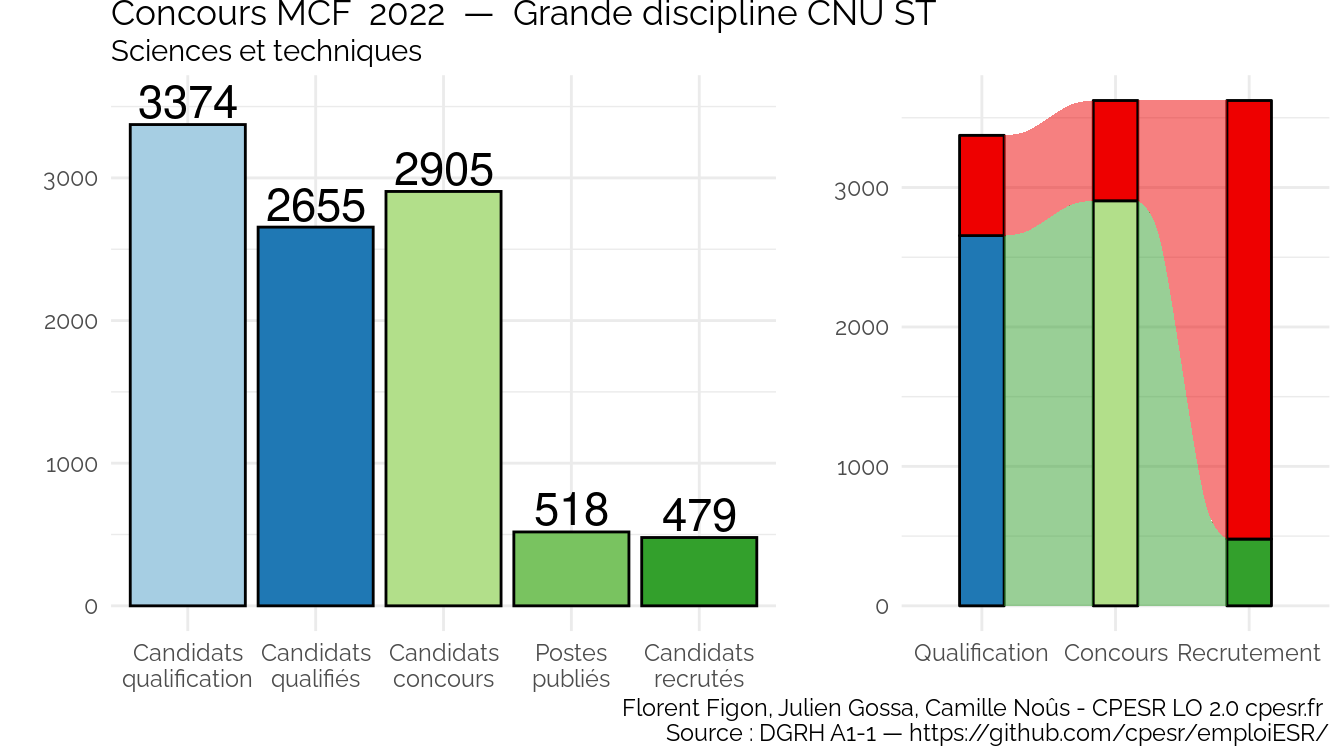 Concours MCF 2022 — Grande discipline CNU ST
Sciences et techniques
3374
2655
2905
518
479
3000
2000
1000
0
Candidats qualification
Candidats qualifiés
Candidats concours
Postes publiés
Candidats recrutés
3000
2000
1000
0
Qualification Concours Recrutement
Florent Figon, Julien Gossa, Camille Noûs - CPESR LO 2.0 cpesr.fr
Source : DGRH A1-1 — https://github.com/cpesr/emploiESR/